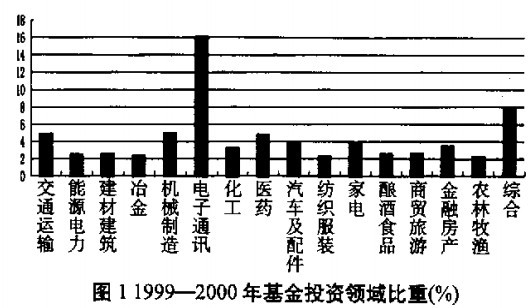 18
16
14
12
10
8
6
4
2
0
交通运输
能源电力
建材建筑
冶金
机械制造
电子通讯
化工
医药
汽车及配件
纺织服装
家电
酿酒食品
商贸旅游
金融房产
农林牧渔
综合
图 1 1999—2000 年基金投资领域比重(%)